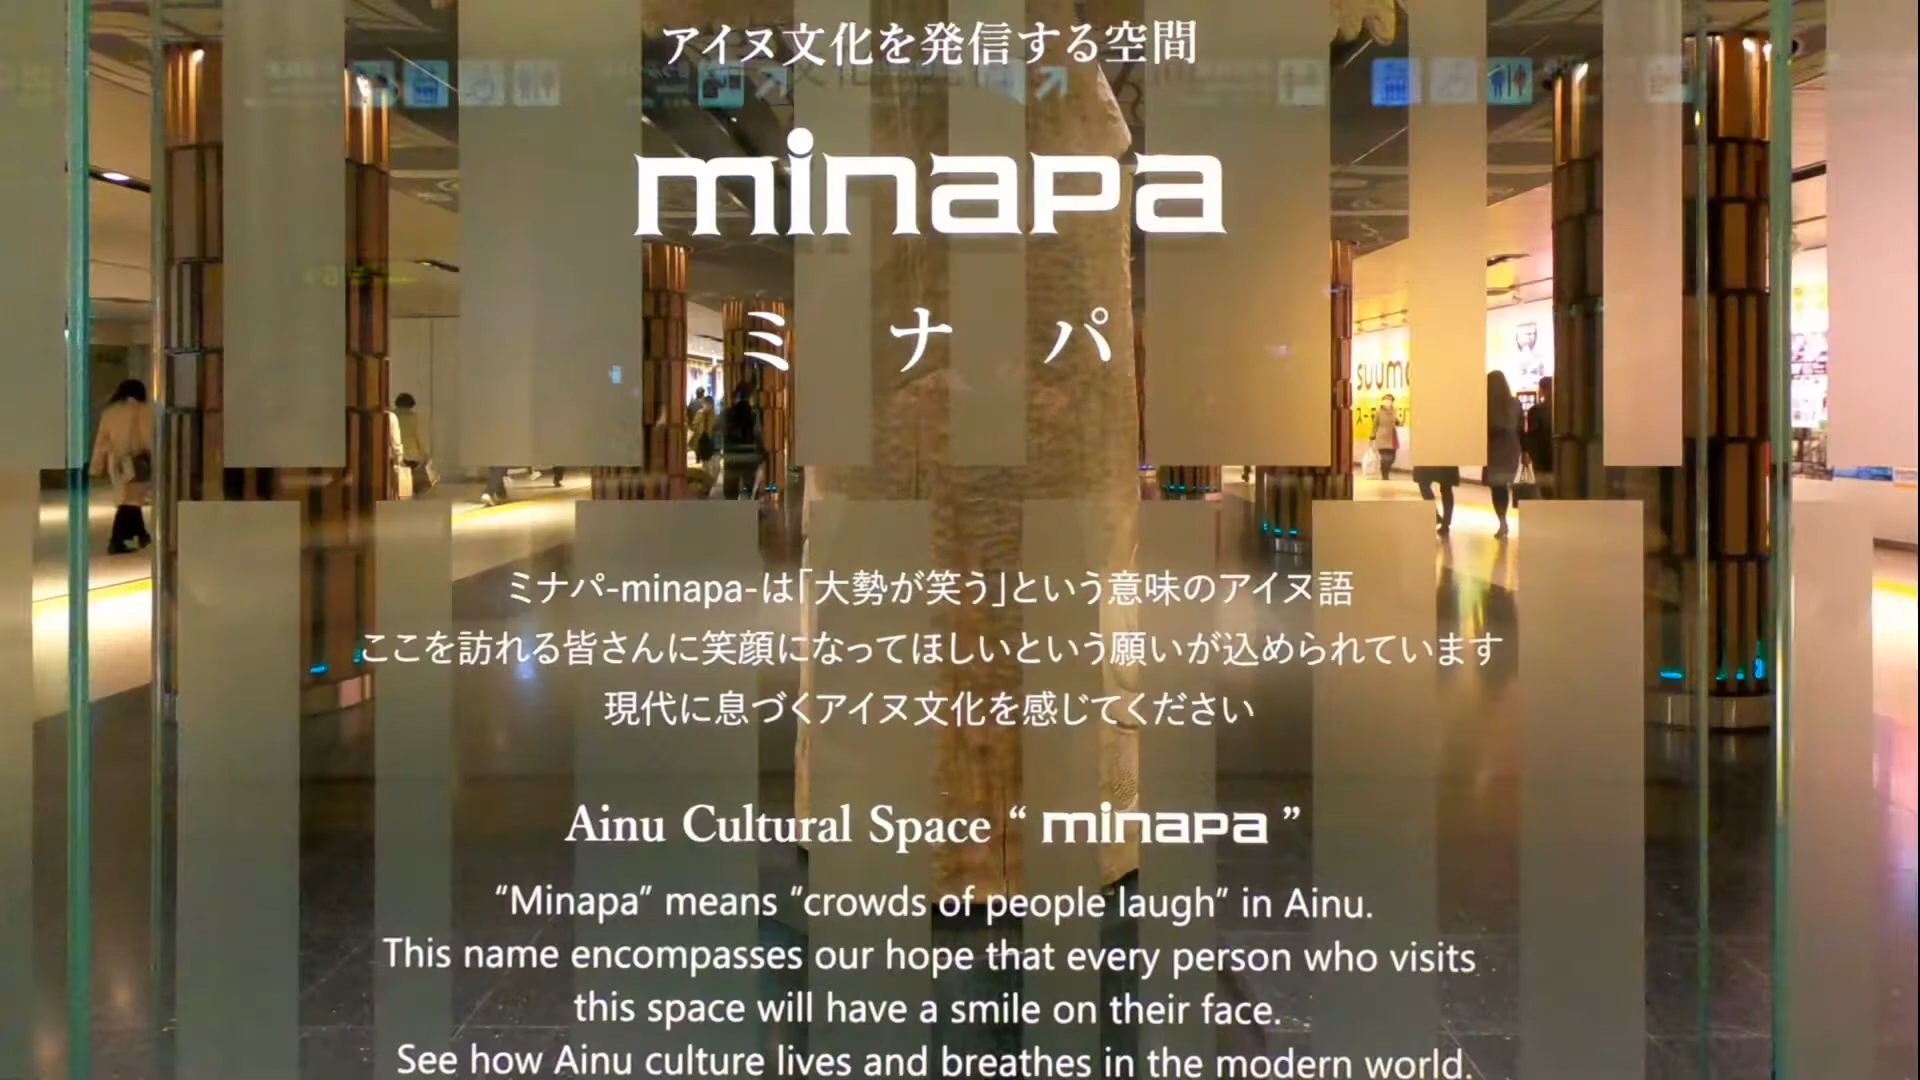 アイヌ文化を発信する空間
minapa
ミナパ
suumo
ミナパ-minapa-は「大勢が笑う」という意味のアイヌ語
ここを訪れる皆さんに笑顔になってほしいという願いが込められています
現代に息づくアイヌ文化を感じてください
Ainu Cultural Space “minapa”
“Minapa” means “crowds of people laugh” in Ainu.
This name encompasses our hope that every person who visits
this space will have a smile on their face.
See how Ainu culture lives and breathes in the modern world.